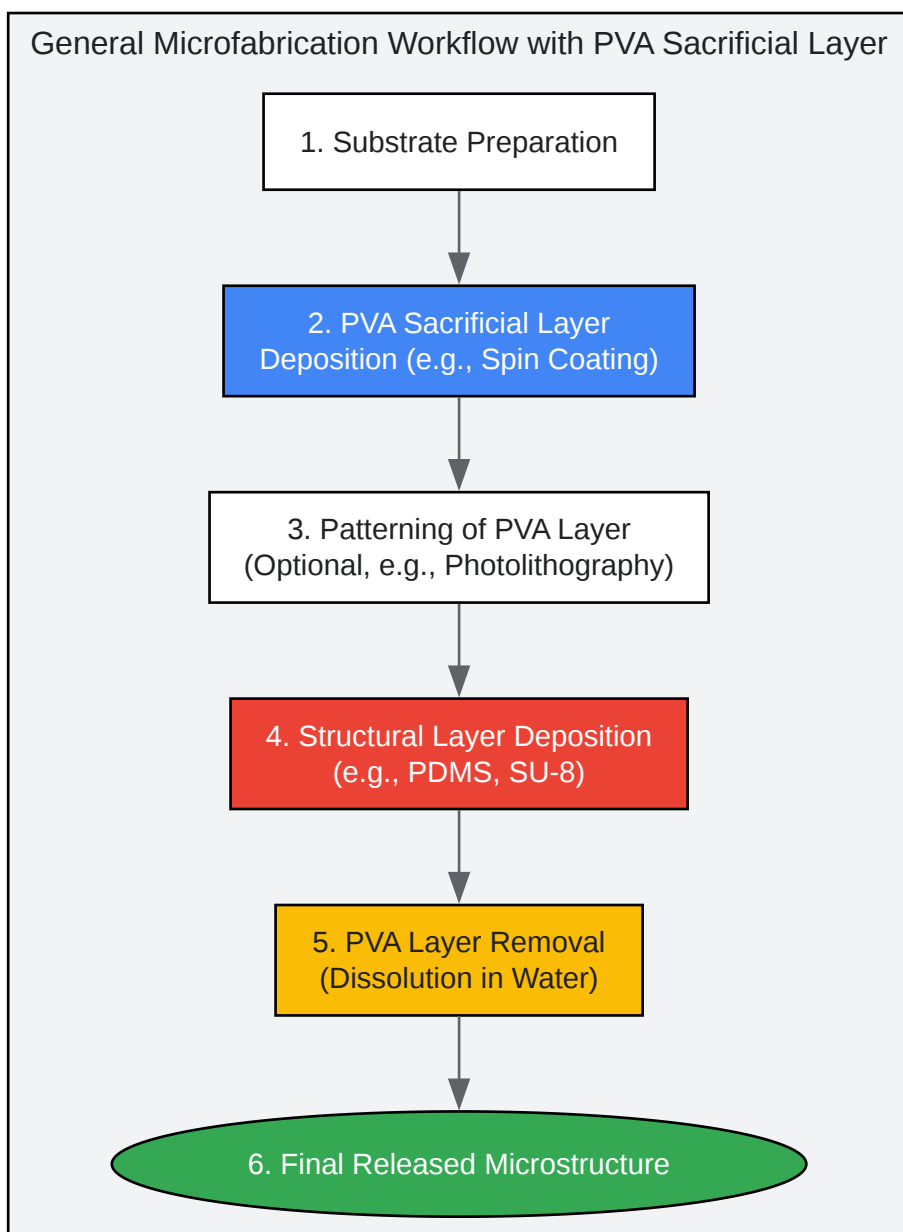 General Microfabrication Workflow with PVA Sacrificial Layer
1. Substrate Preparation
2. PVA Sacrificial Layer
Deposition (e.g., Spin Coating)
3. Patterning of PVA Layer
(Optional, e.g., Photolithography)
4. Structural Layer Deposition
(e.g., PDMS, SU-8)
5. PVA Layer Removal
(Dissolution in Water)
6. Final Released Microstructure